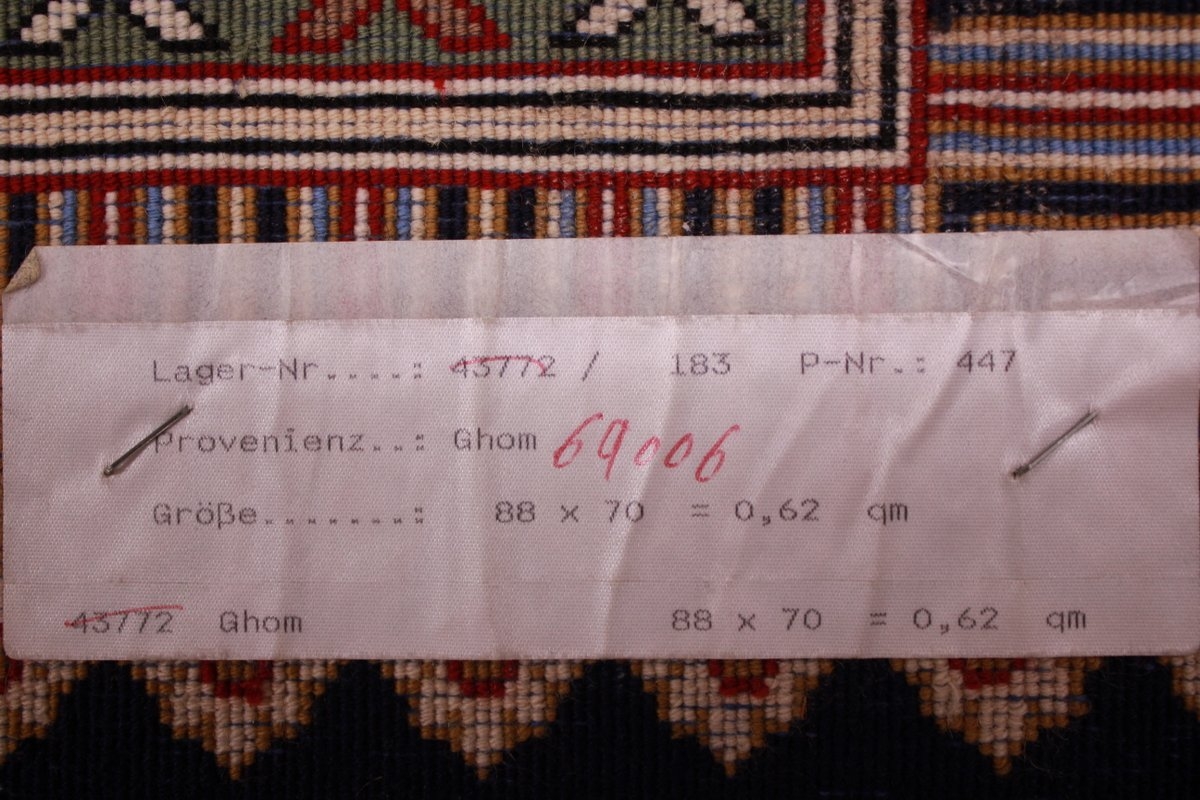 Lager-Nr....: 43772 / 183 P-Nr.: 447
Provenienz..: Ghom 69006
Größe.......: 88 x 70 = 0,62 qm
43772 Ghom 88 x 70 = 0,62 qm